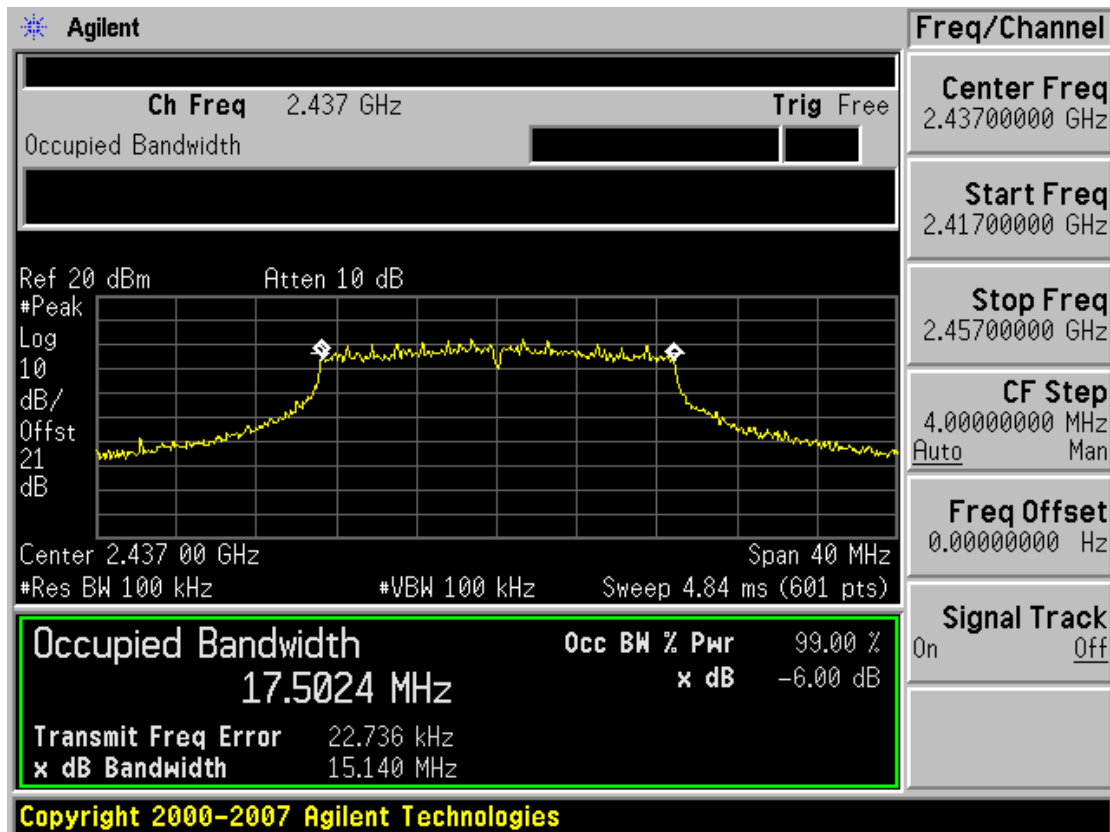 Agilent
Ch Freq 2.437 GHz Trig Free
Occupied Bandwidth
Ref 20 dBm Atten 10 dB
#Peak
Log
10
dB/
Offst
21
dB
Center 2.437 00 GHz Span 40 MHz
#Res BW 100 kHz #VBW 100 kHz Sweep 4.84 ms (601 pts)
Occupied Bandwidth Occ BW % Pwr 99.00 %
17.5024 MHz x dB -6.00 dB
Transmit Freq Error 22.736 kHz
x dB Bandwidth 15.140 MHz
Copyright 2000-2007 Agilent Technologies
Freq/Channel
Center Freq
2.43700000 GHz
Start Freq
2.41700000 GHz
Stop Freq
2.45700000 GHz
CF Step
4.00000000 MHz
Auto Man
Freq Offset
0.00000000 Hz
Signal Track
On Off